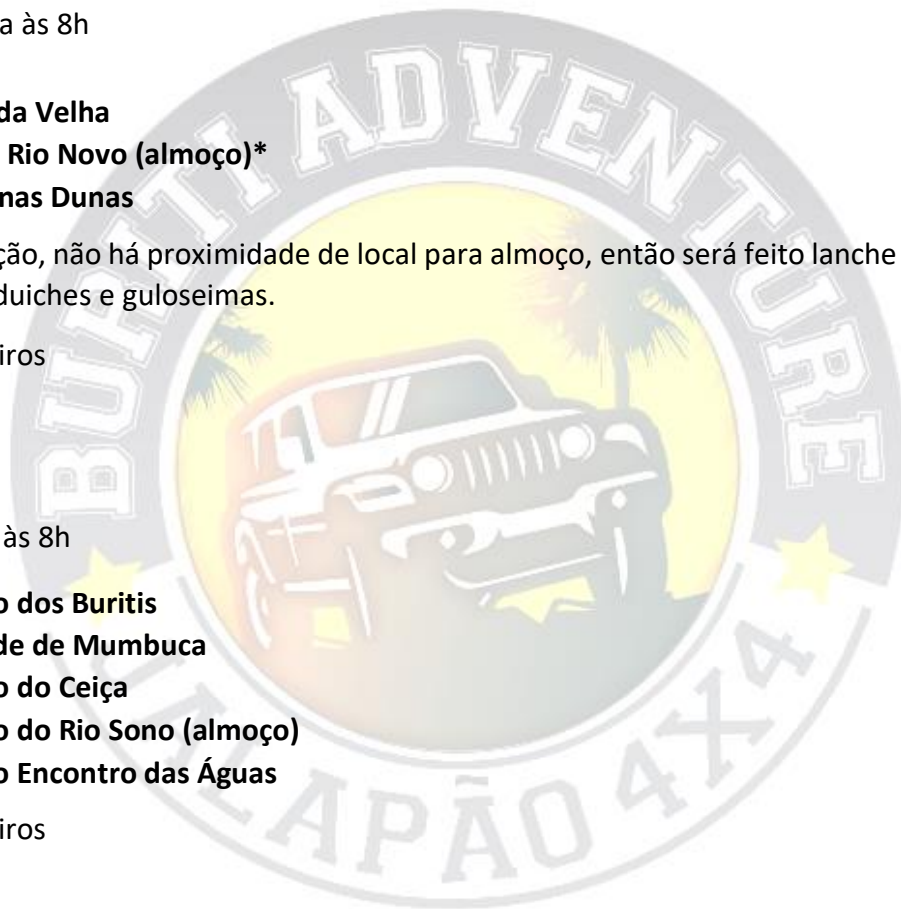 a às 8h
da Velha
Rio Novo (almoço)*
nas Dunas
ção, não há proximidade de local para almoço, então será feito lanche
duiches e guloseimas.
iros
às 8h
o dos Buritis
de de Mumbuca
o do Ceiça
o do Rio Sono (almoço)
o Encontro das Águas
iros
BURITI ADVENTURE
JALAPÃO 4X4